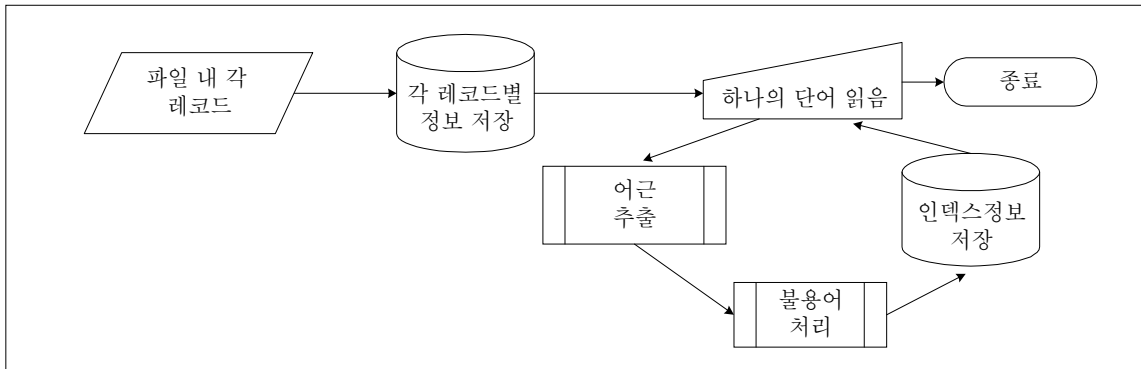 파일 내 각
레코드
각 레코드별
정보 저장
하나의 단어 읽음
종료
어근
추출
불용어
처리
인덱스정보
저장